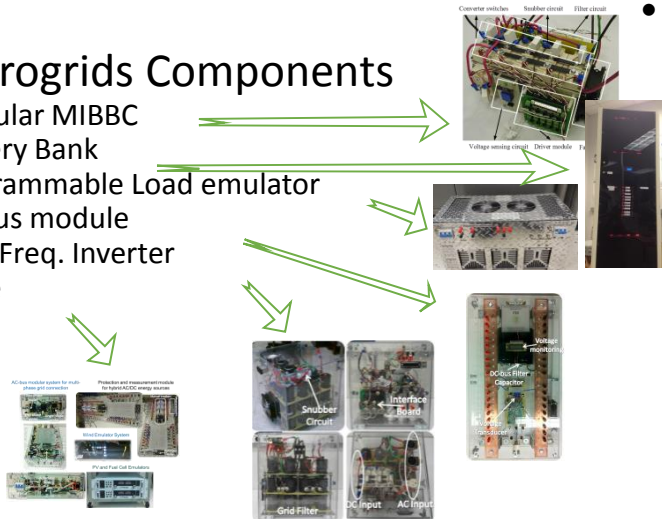 rogrids Components
ular MIBBC
ery Bank
rammable Load emulator
us module
Freq. Inverter
Converter switches Snubber circuit Filter circuit
Voltage sensing circuit Driver module
Voltage monitoring
DC-bus Filter Capacitor
Snubber Circuit
Interface Board
Grid Filter
DC Input AC Input
AC-bus modular system for multi-phase grid connection
Protection and measurement module for hybrid AC/DC energy sources
Wind Emulator System
PV and Fuel Cell Emulators